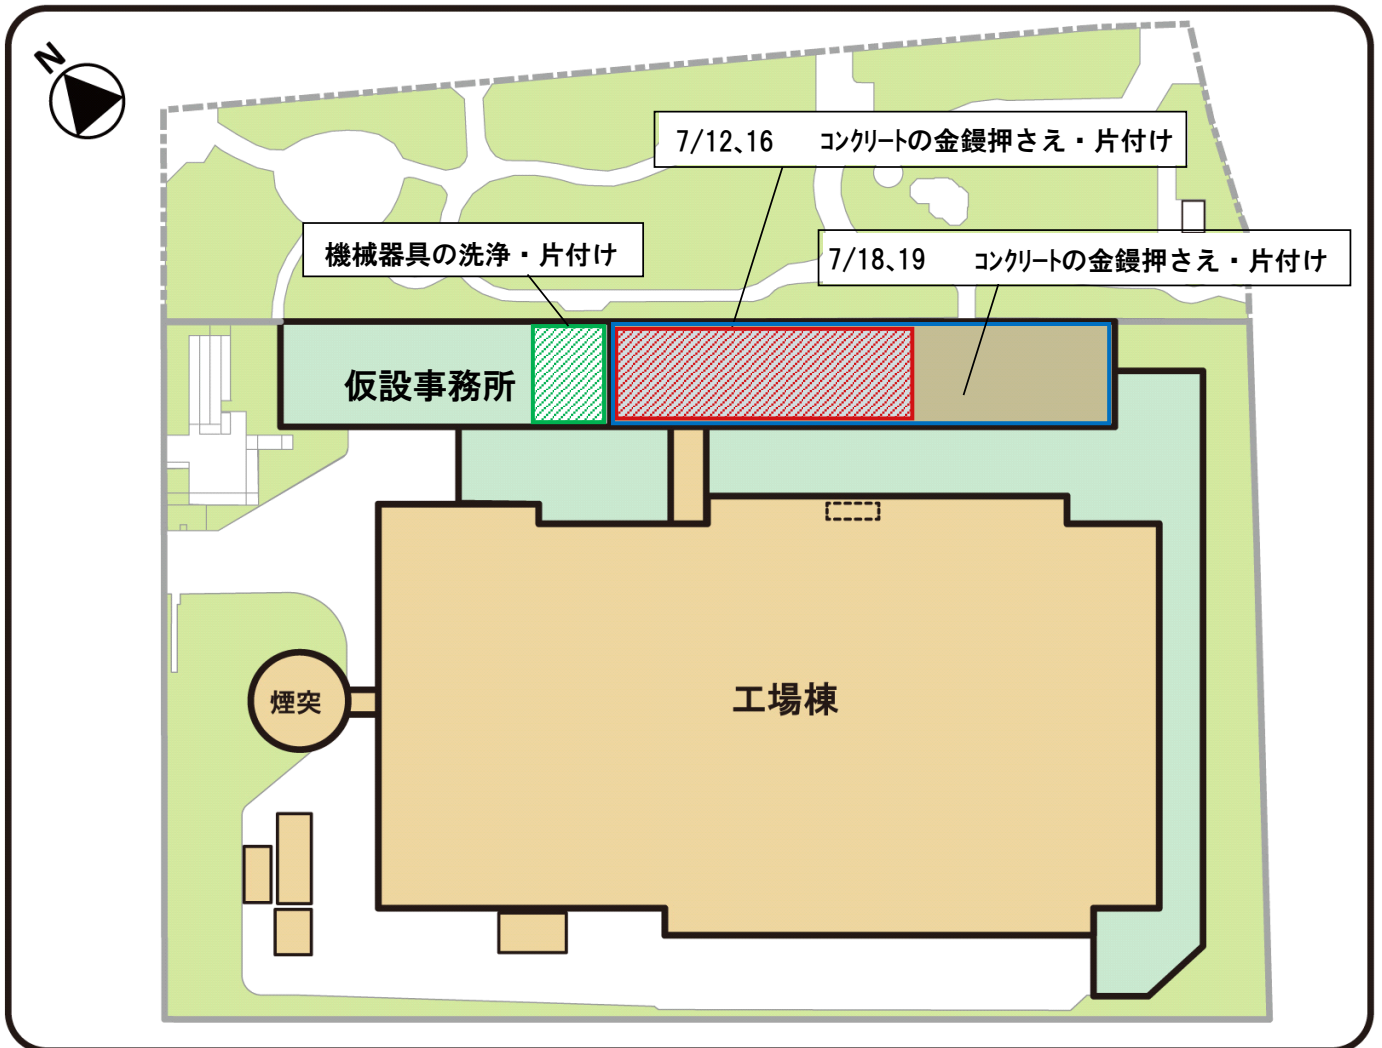 N
7/12、16　コンクリートの金鏝押さえ・片付け
機械器具の洗浄・片付け
7/18、19　コンクリートの金鏝押さえ・片付け
仮設事務所
煙突
工場棟